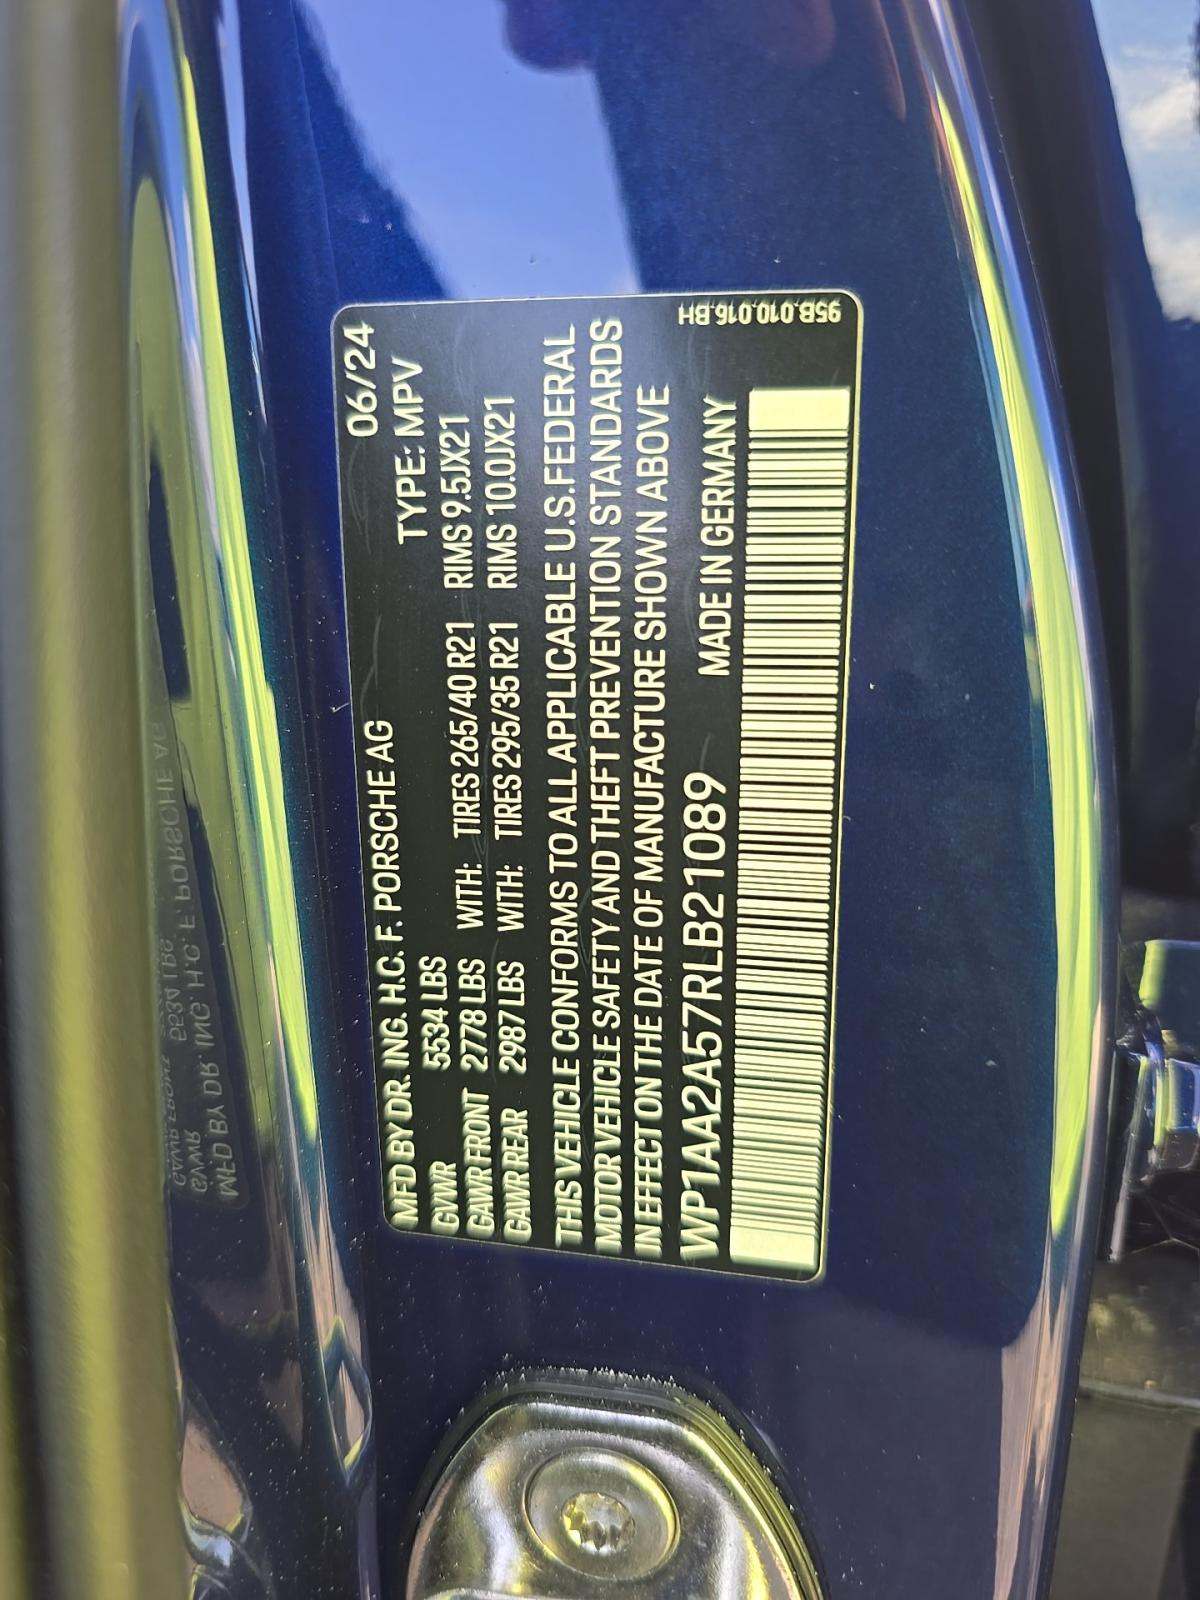 06/24
MFD BY DR. ING. H.C. F. PORSCHE AG TYPE: MPV
GVWR 5534 LBS
GAWR FRONT 2778 LBS WITH: TIRES 265/40 R21 RIMS 9.5JX21
GAWR REAR 2987 LBS WITH: TIRES 295/35 R21 RIMS 10.0JX21
THIS VEHICLE CONFORMS TO ALL APPLICABLE U.S. FEDERAL
MOTOR VEHICLE SAFETY AND THEFT PREVENTION STANDARDS
IN EFFECT ON THE DATE OF MANUFACTURE SHOWN ABOVE
WP1AA2A57RLB21089 MADE IN GERMANY
95B.010.016.BH